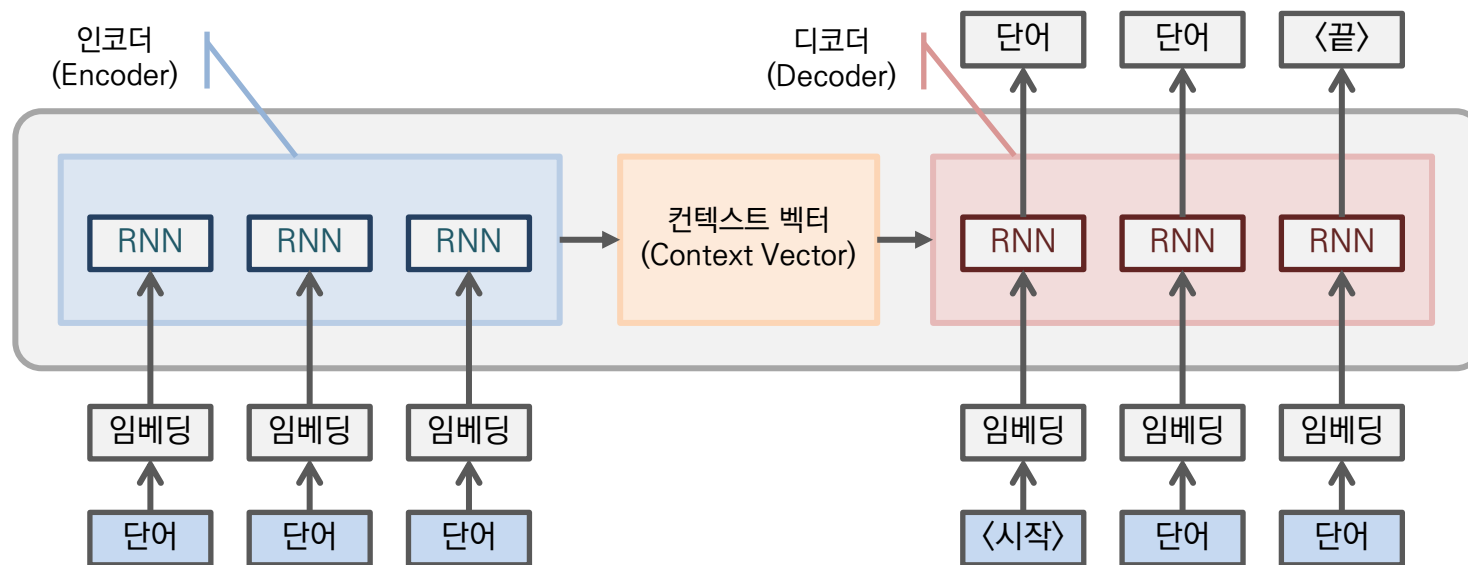 인코더
(Encoder)
디코더
(Decoder)
단어
단어
〈끝〉
RNN
RNN
RNN
컨텍스트 벡터
(Context Vector)
RNN
RNN
RNN
임베딩
임베딩
임베딩
임베딩
임베딩
임베딩
단어
단어
단어
〈시작〉
단어
단어